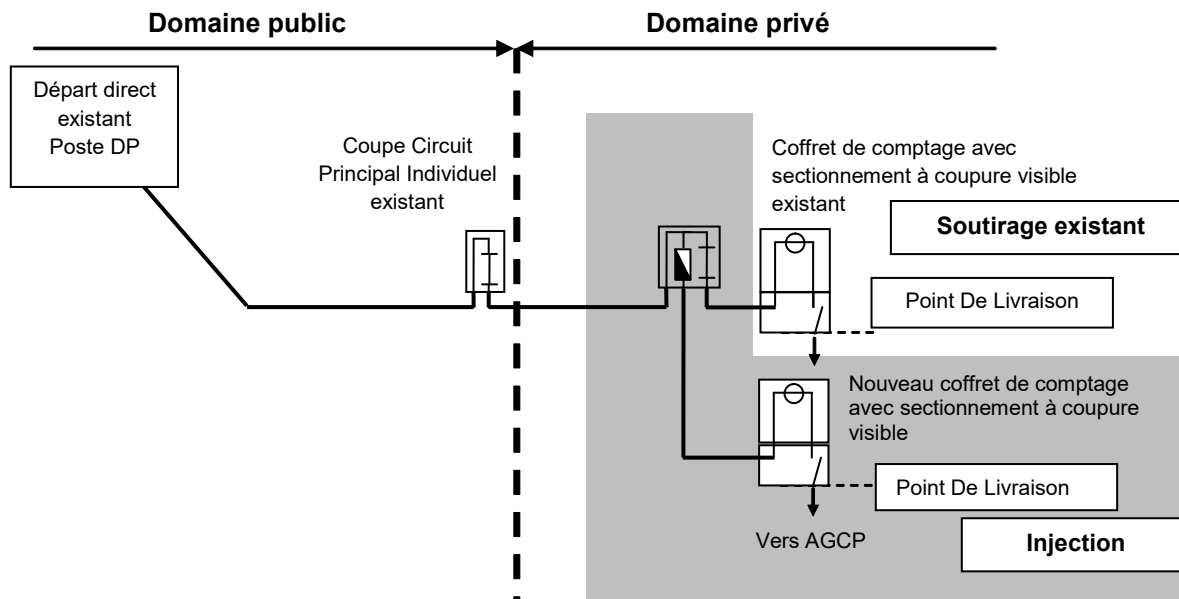 Domaine public
Domaine privé
Départ direct
existant
Poste DP
Coupe Circuit
Principal Individuel
existant
Coffret de comptage avec
sectionnement à coupure visible
existant
Soutirage existant
Point De Livraison
Nouveau coffret de comptage
avec sectionnement à coupure
visible
Point De Livraison
Vers AGCP
Injection